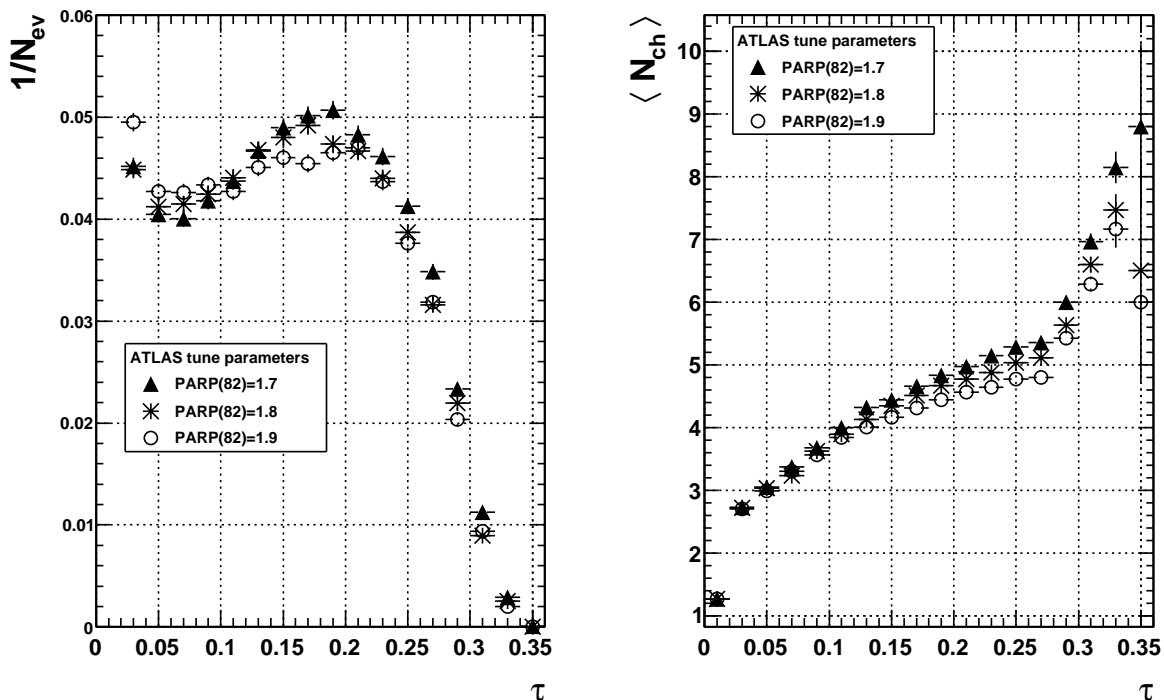 1/N_ev
0.06
0.05
0.04
0.03
0.02
0.01
0
ATLAS tune parameters
PARP(82)=1.7
PARP(82)=1.8
PARP(82)=1.9
0 0.05 0.1 0.15 0.2 0.25 0.3 0.35
τ
⟨ N_ch ⟩
10
9
8
7
6
5
4
3
2
1
ATLAS tune parameters
PARP(82)=1.7
PARP(82)=1.8
PARP(82)=1.9
0 0.05 0.1 0.15 0.2 0.25 0.3 0.35
τ